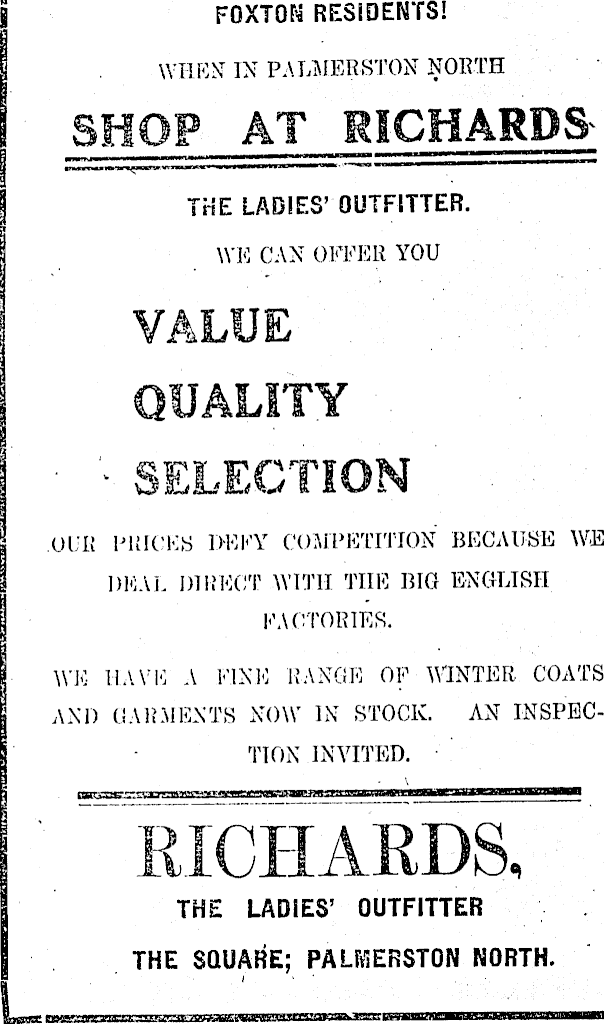 FOXTON RESIDENTS!
WHEN IN PALMERSTON NORTH
SHOP AT RICHARDS
THE LADIES' OUTFITTER.
WE CAN OFFER YOU
VALUE
QUALITY
SELECTION
OUR PRICES DEFY COMPETITION BECAUSE WE
DEAL DIRECT WITH THE BIG ENGLISH
FACTORIES.
WE HAVE A FINE RANGE OF WINTER COATS
AND GARMENTS NOW IN STOCK. AN INSPEC-
TION INVITED.
RICHARDS,
THE LADIES' OUTFITTER
THE SQUARE; PALMERSTON NORTH.